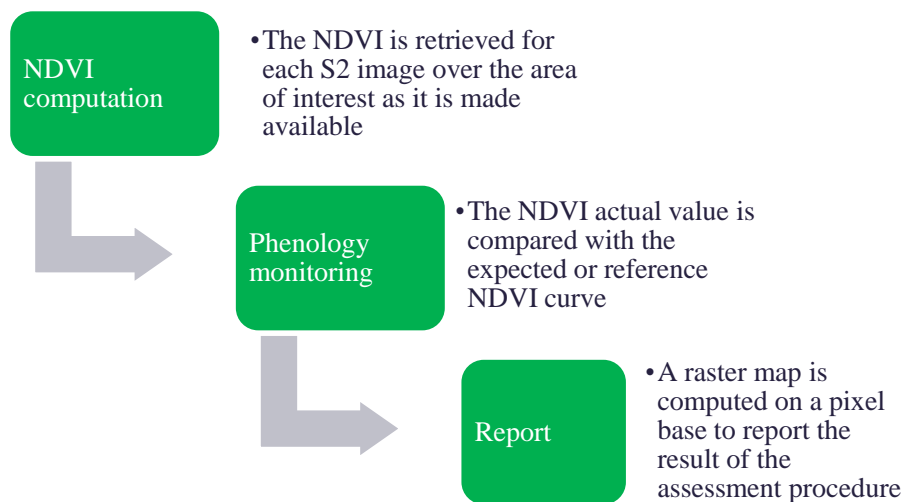 NDVI
computation
•The NDVI is retrieved for
each S2 image over the area
of interest as it is made
available
Phenology
monitoring
•The NDVI actual value is
compared with the
expected or reference
NDVI curve
Report
•A raster map is
computed on a pixel
base to report the
result of the
assessment procedure